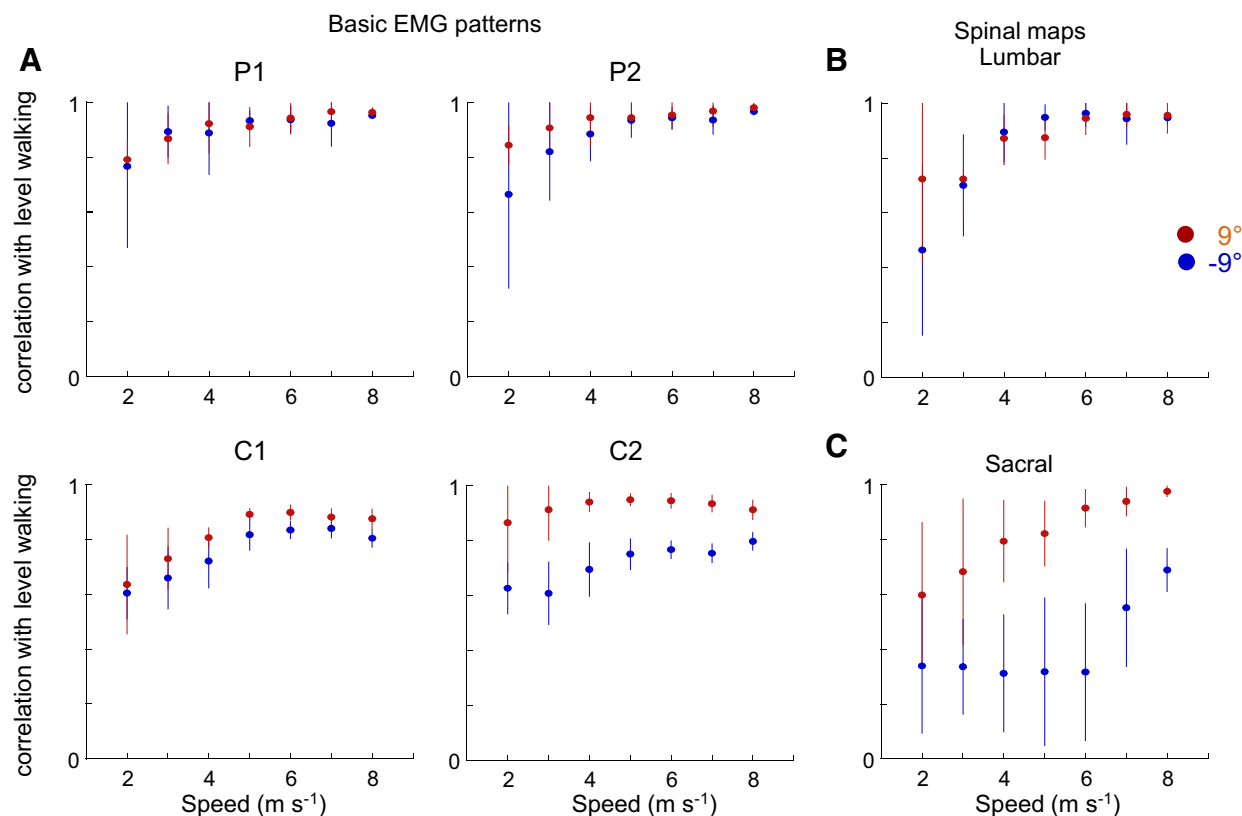 Basic EMG patterns
Spinal maps
Lumbar
A
P1
P2
B
correlation with level walking
1
0
2 4 6 8
1
0
2 4 6 8
1
0
2 4 6 8
9°
-9°
C1
C2
C
Sacral
correlation with level walking
1
0
2 4 6 8
Speed (m s⁻¹)
1
0
2 4 6 8
Speed (m s⁻¹)
1
0
2 4 6 8
Speed (m s⁻¹)